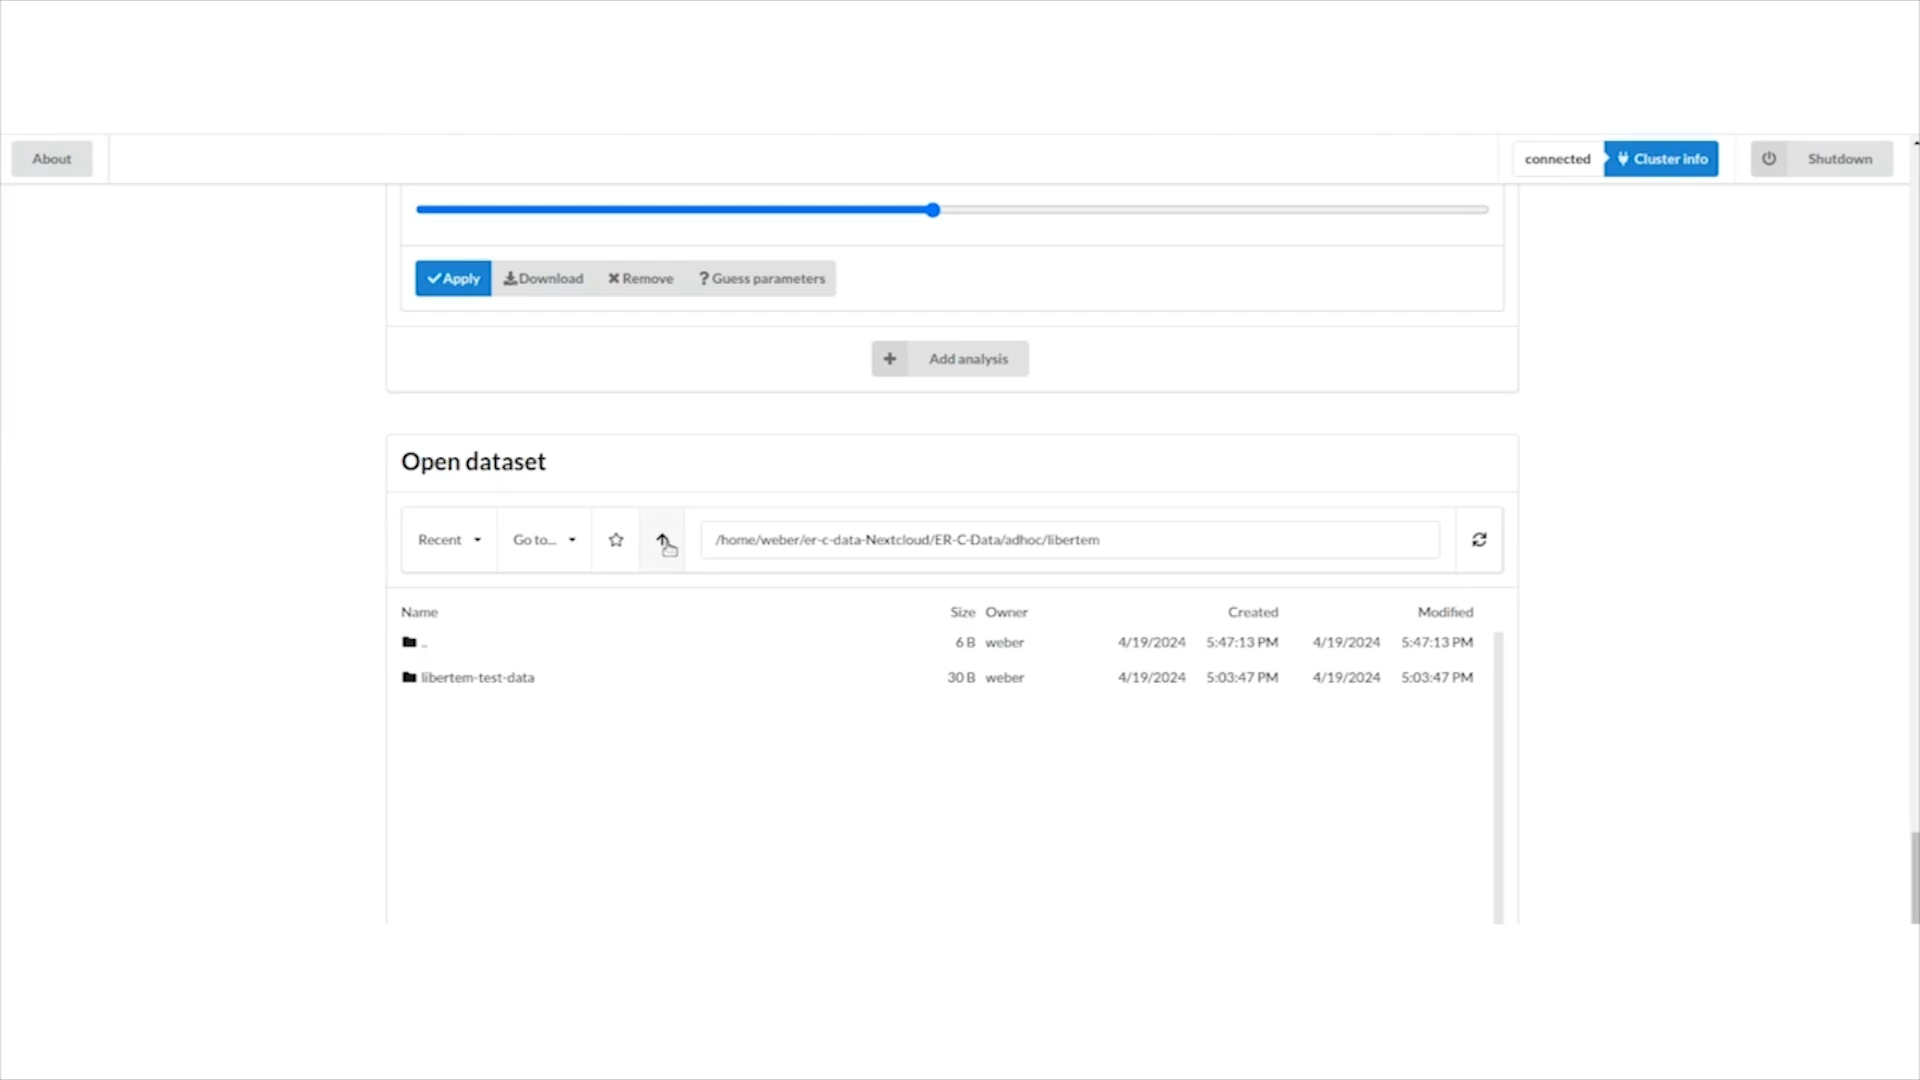 About
connected Cluster info Shutdown
Apply Download Remove ? Guess parameters
+ Add analysis
Open dataset
Recent Go to... /home/weber/er-c-data-Nextcloud/ER-C-Data/adhoc/libertem
Name Size Owner Created Modified
.. 6 B weber 4/19/2024 5:47:13 PM 4/19/2024 5:47:13 PM
libertem-test-data 30 B weber 4/19/2024 5:03:47 PM 4/19/2024 5:03:47 PM